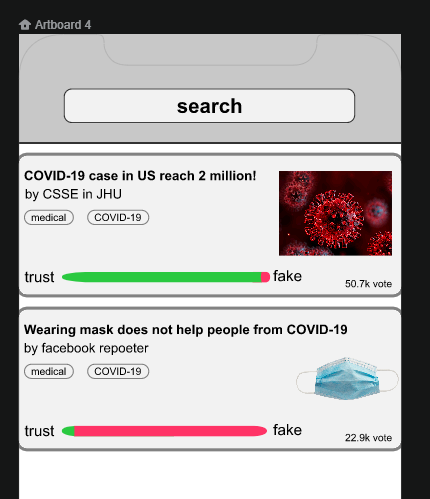 Artboard 4
search
COVID-19 case in US reach 2 million!
by CSSE in JHU
medical COVID-19
trust fake
50.7k vote
Wearing mask does not help people from COVID-19
by facebook repoeter
medical COVID-19
trust fake
22.9k vote